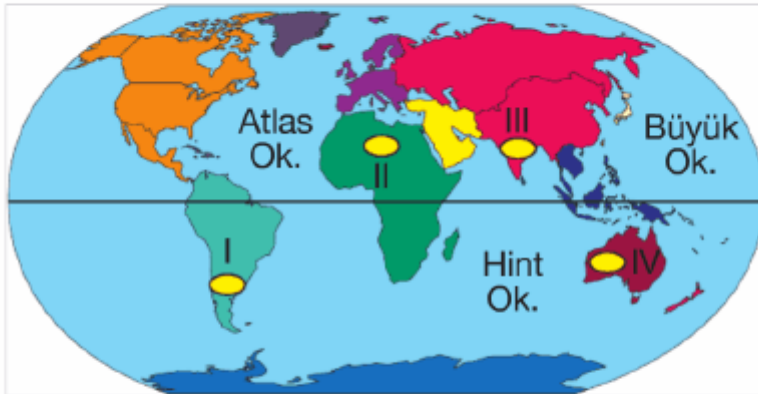 Atlas
Ok.
II
III
Büyük
Ok.
I
Hint
Ok.
IV